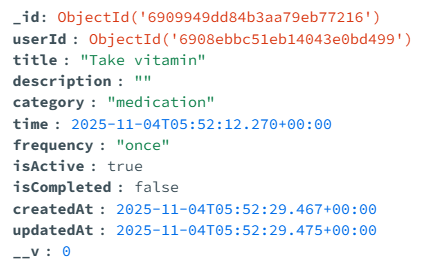 _id: ObjectId('6909949dd84b3aa79eb77216')
userId : ObjectId('6908ebbc51eb14043e0bd499')
title : "Take vitamin"
description : ""
category : "medication"
time : 2025-11-04T05:52:12.270+00:00
frequency : "once"
isActive : true
isCompleted : false
createdAt : 2025-11-04T05:52:29.467+00:00
updatedAt : 2025-11-04T05:52:29.475+00:00
__v : 0